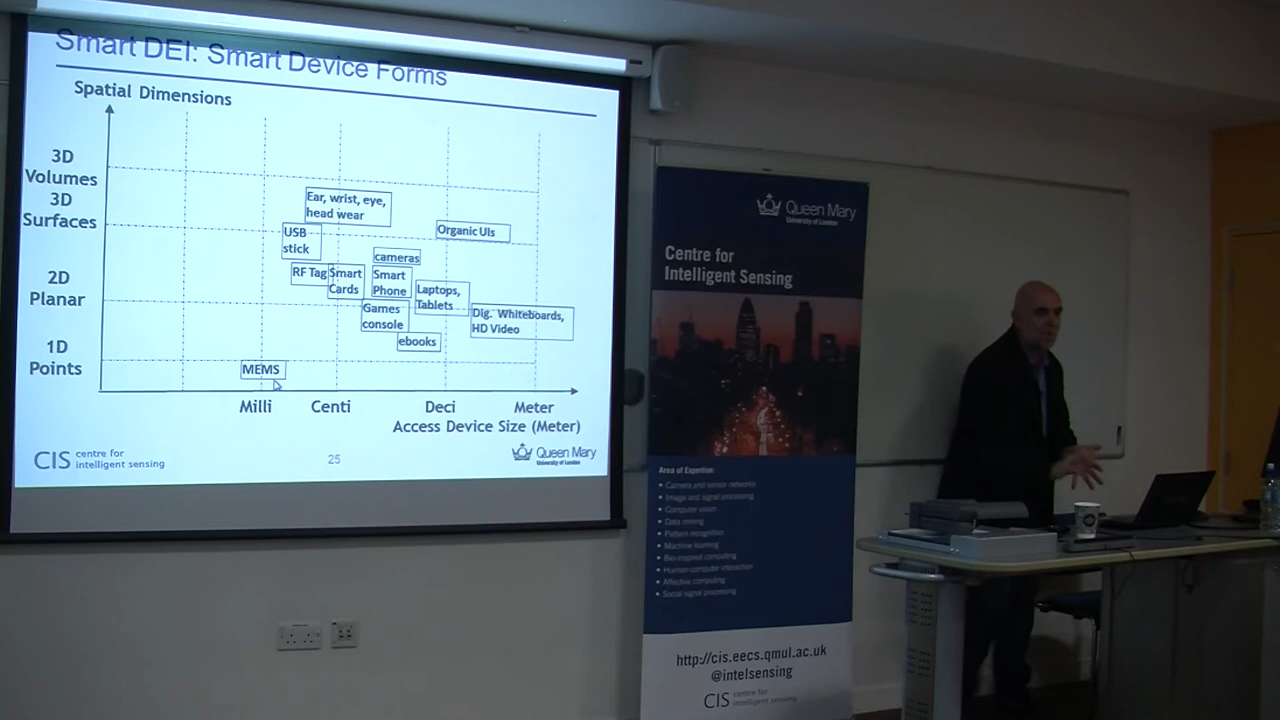 Smart DEI: Smart Device Forms
Spatial Dimensions
3D
Volumes
3D
Surfaces
2D
Planar
1D
Points
Ear, wrist, eye,
head wear
USB
stick
Organic UIs
cameras
RF Tag
Smart
Cards
Smart
Phone
Laptops,
Tablets
Games
console
Dig. Whiteboards,
HD Video
ebooks
MEMS
Milli
Centi
Deci
Meter
Access Device Size (Meter)
CIS centre for
intelligent sensing
25
Queen Mary
University of London
Queen Mary
University of London
Centre for
Intelligent Sensing
Area of Expertise:
• Camera and sensor networks
• Image and signal processing
• Computer vision
• Data mining
• Pattern recognition
• Machine learning
• Bio-inspired computing
• Human-computer interaction
• Affective computing
• Social signal processing
http://cis.eecs.qmul.ac.uk
@intelsensing
CIS centre for
intelligent sensing